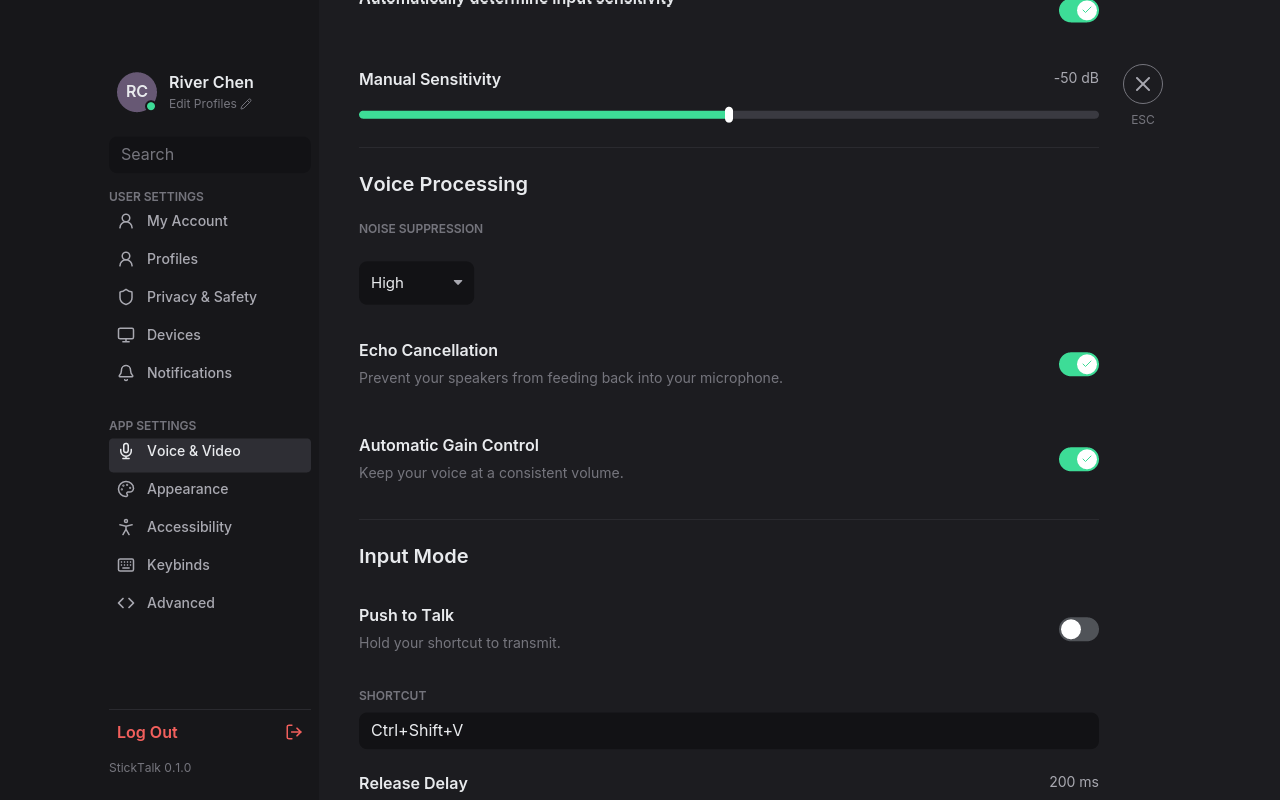 Automatically determine input sensitivity
RC
River Chen
Edit Profiles
Search
USER SETTINGS
My Account
Profiles
Privacy & Safety
Devices
Notifications
APP SETTINGS
Voice & Video
Appearance
Accessibility
Keybinds
Advanced
Log Out
StickTalk 0.1.0
Manual Sensitivity
-50 dB
ESC
Voice Processing
NOISE SUPPRESSION
High
Echo Cancellation
Prevent your speakers from feeding back into your microphone.
Automatic Gain Control
Keep your voice at a consistent volume.
Input Mode
Push to Talk
Hold your shortcut to transmit.
SHORTCUT
Ctrl+Shift+V
Release Delay
200 ms